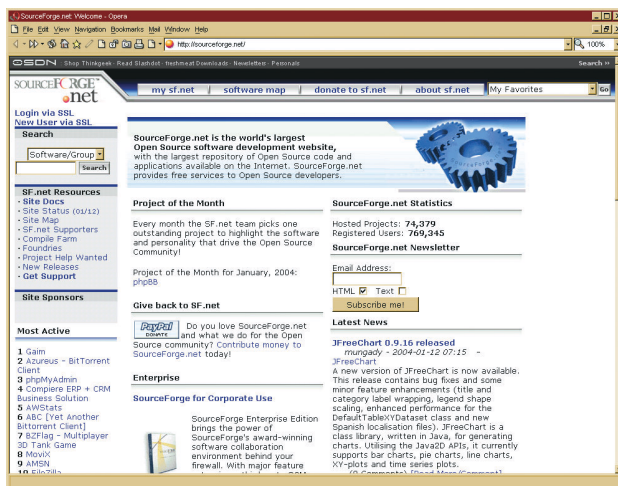 SourceForge.net: Welcome - Opera
File Edit View Navigation Bookmarks Mail Window Help
http://sourceforge.net/
100%
OSDN Shop Thinkgeek - Read Slashdot - freshmeat Downloads - Newsletters - Personals
Search »
SOURCEFORGE™ .net
my sf.net
software map
donate to sf.net
about sf.net
My Favorites
Go
Login via SSL
New User via SSL
Search
Software/Group
Search
SF.net Resources
· Site Docs
· Site Status (01/12)
· Site Map
· SF.net Supporters
· Compile Farm
· Foundries
· Project Help Wanted
· New Releases
· Get Support
Site Sponsors
Most Active
1 Gaim
2 Azureus - BitTorrent
Client
3 phpMyAdmin
4 Compiere ERP + CRM
Business Solution
5 AWStats
6 ABC [Yet Another
Bittorrent Client]
7 BZFlag - Multiplayer
3D Tank Game
8 MoviX
9 AMSN
10 FileZilla
SourceForge.net is the world's largest
Open Source software development website,
with the largest repository of Open Source code and
applications available on the Internet. SourceForge.net
provides free services to Open Source developers.
SourceForge
Project of the Month
Every month the SF.net team picks one
outstanding project to highlight the software
and personality that drive the Open Source
Community!
Project of the Month for January, 2004:
phpBB
Give back to SF.net
PayPal
DONATE
Do you love SourceForge.net
and what we do for the Open
Source community? Contribute money to
SourceForge.net today!
Enterprise
SourceForge for Corporate Use
SourceForge Enterprise Edition
brings the power of
SourceForge's award-winning
software collaboration
environment behind your
firewall. With major feature
SourceForge.net Statistics
Hosted Projects: 74,379
Registered Users: 769,345
SourceForge.net Newsletter
Email Address:
HTML Text
Subscribe me!
Latest News
JFreeChart 0.9.16 released
mungady - 2004-01-12 07:15 -
JFreeChart
A new version of JFreeChart is now available.
This release contains bug fixes and some
minor feature enhancements (title and
category label wrapping, legend shape
scaling, enhanced performance for the
DefaultTableXYDataset class and new
Spanish localisation files). JFreeChart is a
class library, written in Java, for generating
charts. Utilising the Java2D APIs, it currently
supports bar charts, pie charts, line charts,
XY-plots and time series plots.
(0 Comments) [Read More/Comment]